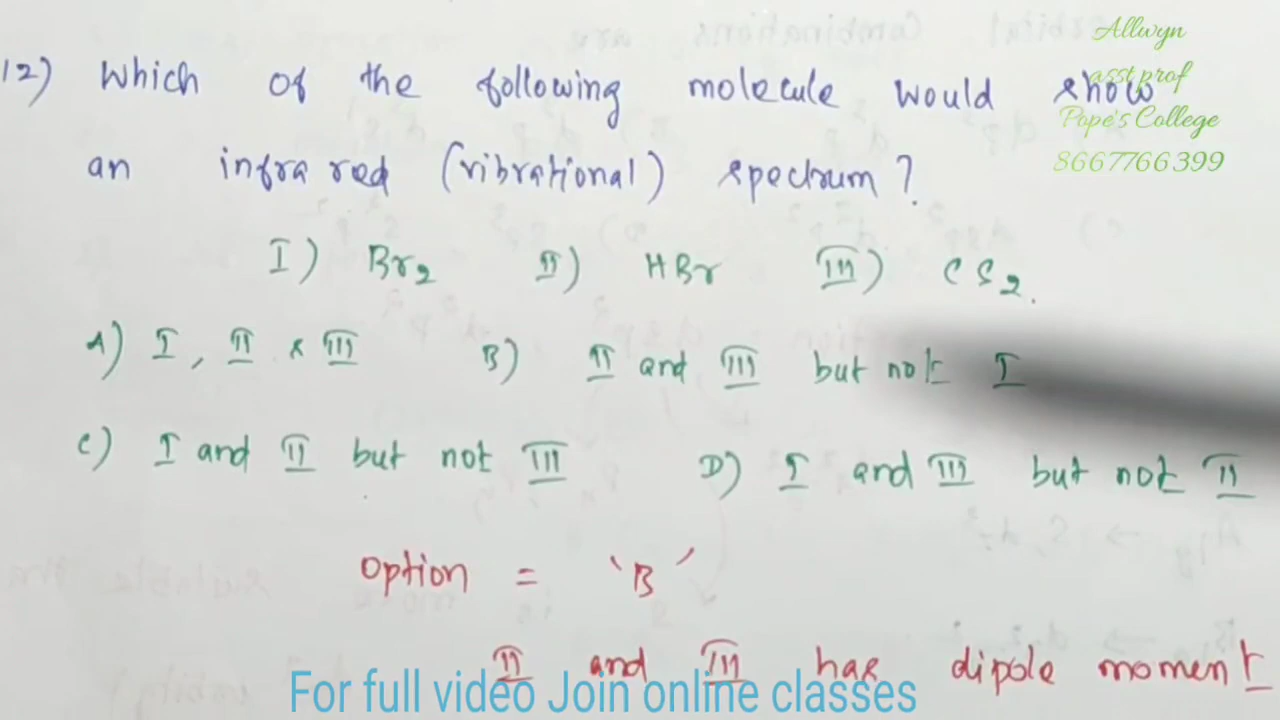 Allwyn
asst prof
Pope's College
8667766399
12) Which of the following molecule would show
an infra red (vibrational) spectrum?
I) Br2 II) HBr III) CS2.
A) I, II & III B) II and III but not I
C) I and II but not III D) I and III but not II
Option = 'B'
II and III has dipole moment
For full video Join online classes